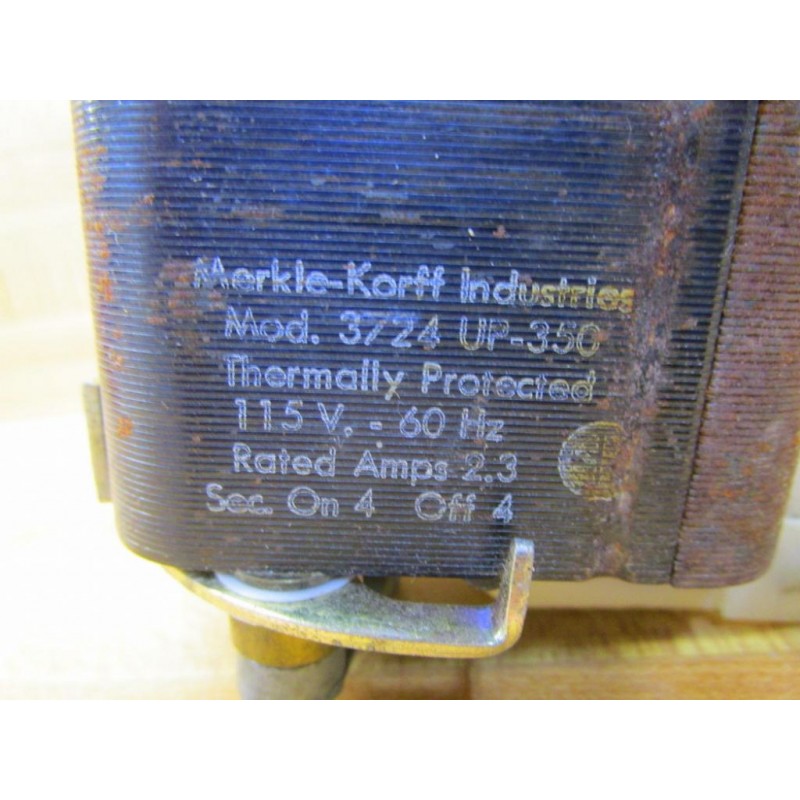 Merkle-Korff Industries
Mod. 3724 UP-350
Thermally Protected
115 V. - 60 Hz
Rated Amps 2.3
Sec. On 4 Off 4